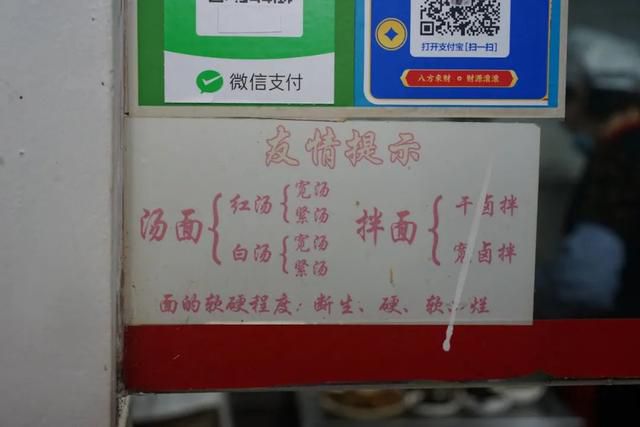 微信支付
打开支付宝[扫一扫]
八方来财 财源滚滚
友情提示
汤面 红汤 宽汤 紧汤
白汤 宽汤 紧汤
拌面 干卤拌 宽卤拌
面的软硬程度：断生、硬、软、烂